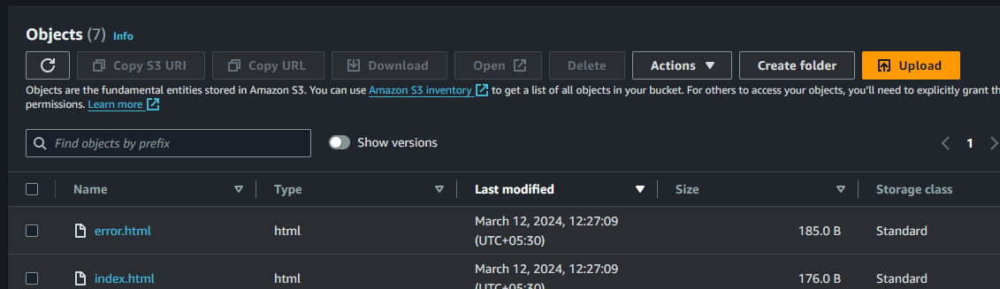 Objects (7) Info
Copy S3 URI Copy URL Download Open Delete Actions Create folder Upload
Objects are the fundamental entities stored in Amazon S3. You can use Amazon S3 inventory to get a list of all objects in your bucket. For others to access your objects, you'll need to explicitly grant
permissions. Learn more
Find objects by prefix
Show versions
1
Name Type Last modified Size Storage class
error.html html March 12, 2024, 12:27:09 (UTC+05:30) 185.0 B Standard
index.html html March 12, 2024, 12:27:09 (UTC+05:30) 176.0 B Standard